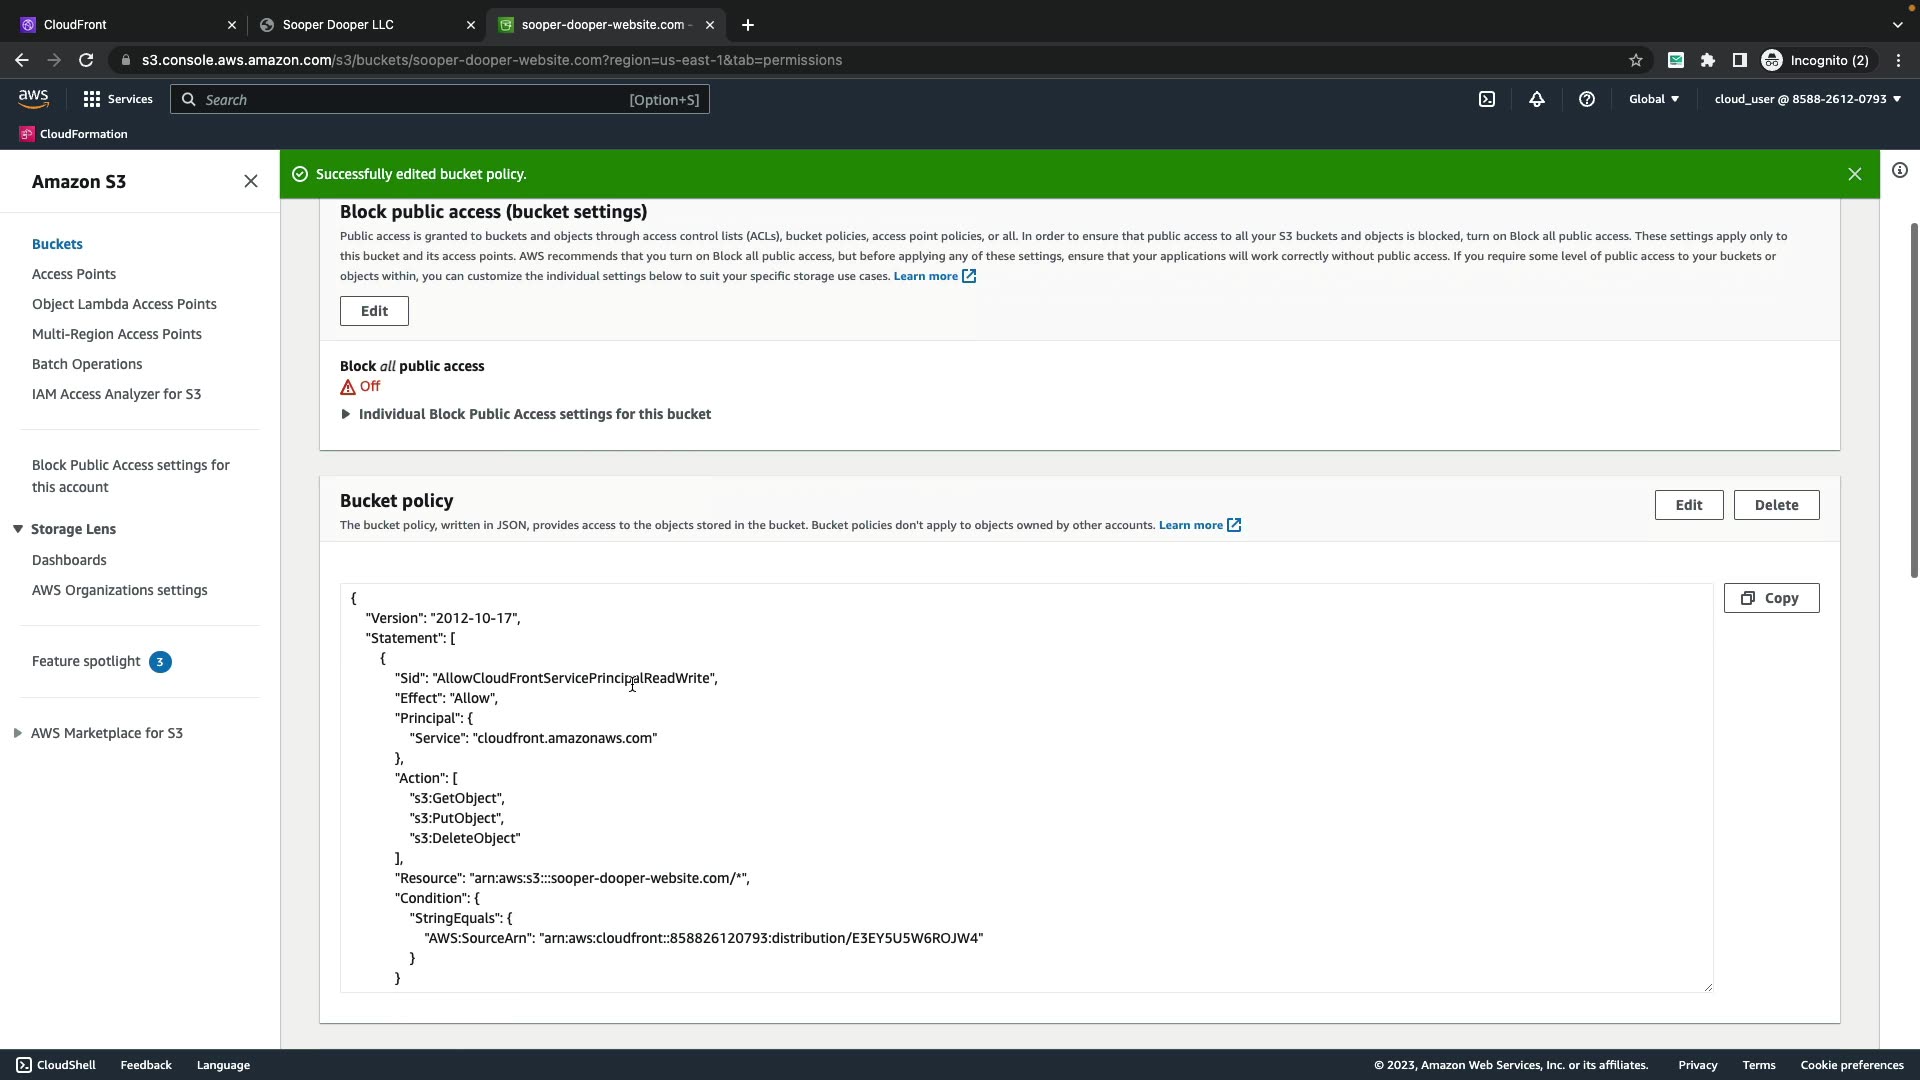 CloudFront
Sooper Dooper LLC
sooper-dooper-website.com -
s3.console.aws.amazon.com/s3/buckets/sooper-dooper-website.com?region=us-east-1&tab=permissions
Incognito (2)
aws
Services
Search
[Option+S]
Global
cloud_user @ 8588-2612-0793
CloudFormation
Amazon S3
Buckets
Access Points
Object Lambda Access Points
Multi-Region Access Points
Batch Operations
IAM Access Analyzer for S3
Block Public Access settings for
this account
Storage Lens
Dashboards
AWS Organizations settings
Feature spotlight 3
AWS Marketplace for S3
Successfully edited bucket policy.
Block public access (bucket settings)
Public access is granted to buckets and objects through access control lists (ACLs), bucket policies, access point policies, or all. In order to ensure that public access to all your S3 buckets and objects is blocked, turn on Block all public access. These settings apply only to
this bucket and its access points. AWS recommends that you turn on Block all public access, but before applying any of these settings, ensure that your applications will work correctly without public access. If you require some level of public access to your buckets or
objects within, you can customize the individual settings below to suit your specific storage use cases. Learn more
Edit
Block all public access
Off
Individual Block Public Access settings for this bucket
Bucket policy
Edit
Delete
The bucket policy, written in JSON, provides access to the objects stored in the bucket. Bucket policies don't apply to objects owned by other accounts. Learn more
Copy
{
"Version": "2012-10-17",
"Statement": [
{
"Sid": "AllowCloudFrontServicePrincipalReadWrite",
"Effect": "Allow",
"Principal": {
"Service": "cloudfront.amazonaws.com"
},
"Action": [
"s3:GetObject",
"s3:PutObject",
"s3:DeleteObject"
],
"Resource": "arn:aws:s3:::sooper-dooper-website.com/*",
"Condition": {
"StringEquals": {
"AWS:SourceArn": "arn:aws:cloudfront::858826120793:distribution/E3EY5U5W6ROJW4"
}
}
CloudShell
Feedback
Language
© 2023, Amazon Web Services, Inc. or its affiliates.
Privacy
Terms
Cookie preferences